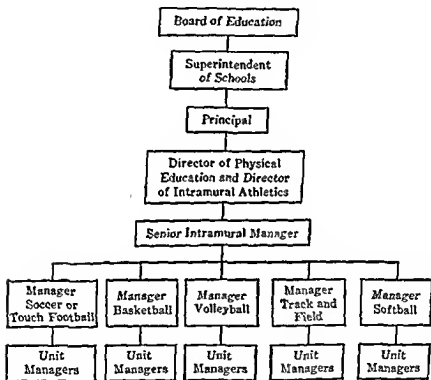 Board of Education
Superintendent
of Schools
Principal
Director of Physical
Education and Director
of Intramural Athletics
Senior Intramural Manager
Manager
Soccer or
Touch Football
Manager
Basketball
Manager
Volleyball
Manager
Track and
Field
Manager
Softball
Unit
Managers
Unit
Managers
Unit
Managers
Unit
Managers
Unit
Managers